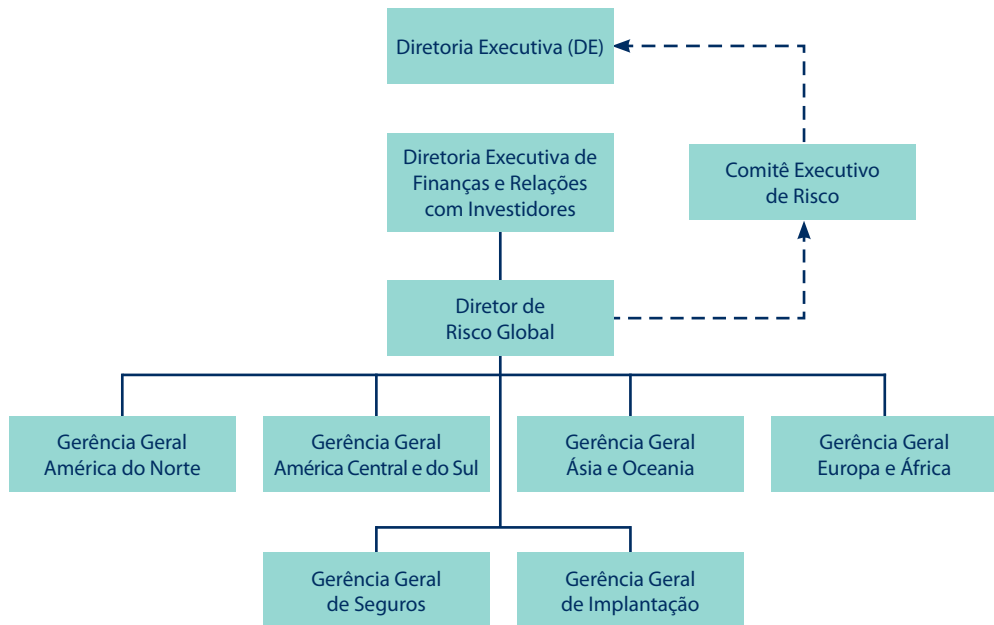 Diretoria Executiva (DE)
Diretoria Executiva de
Finanças e Relações
com Investidores
Comitê Executivo
de Risco
Diretor de
Risco Global
Gerência Geral
América do Norte
Gerência Geral
América Central e do Sul
Gerência Geral
Ásia e Oceania
Gerência Geral
Europa e África
Gerência Geral
de Seguros
Gerência Geral
de Implantação